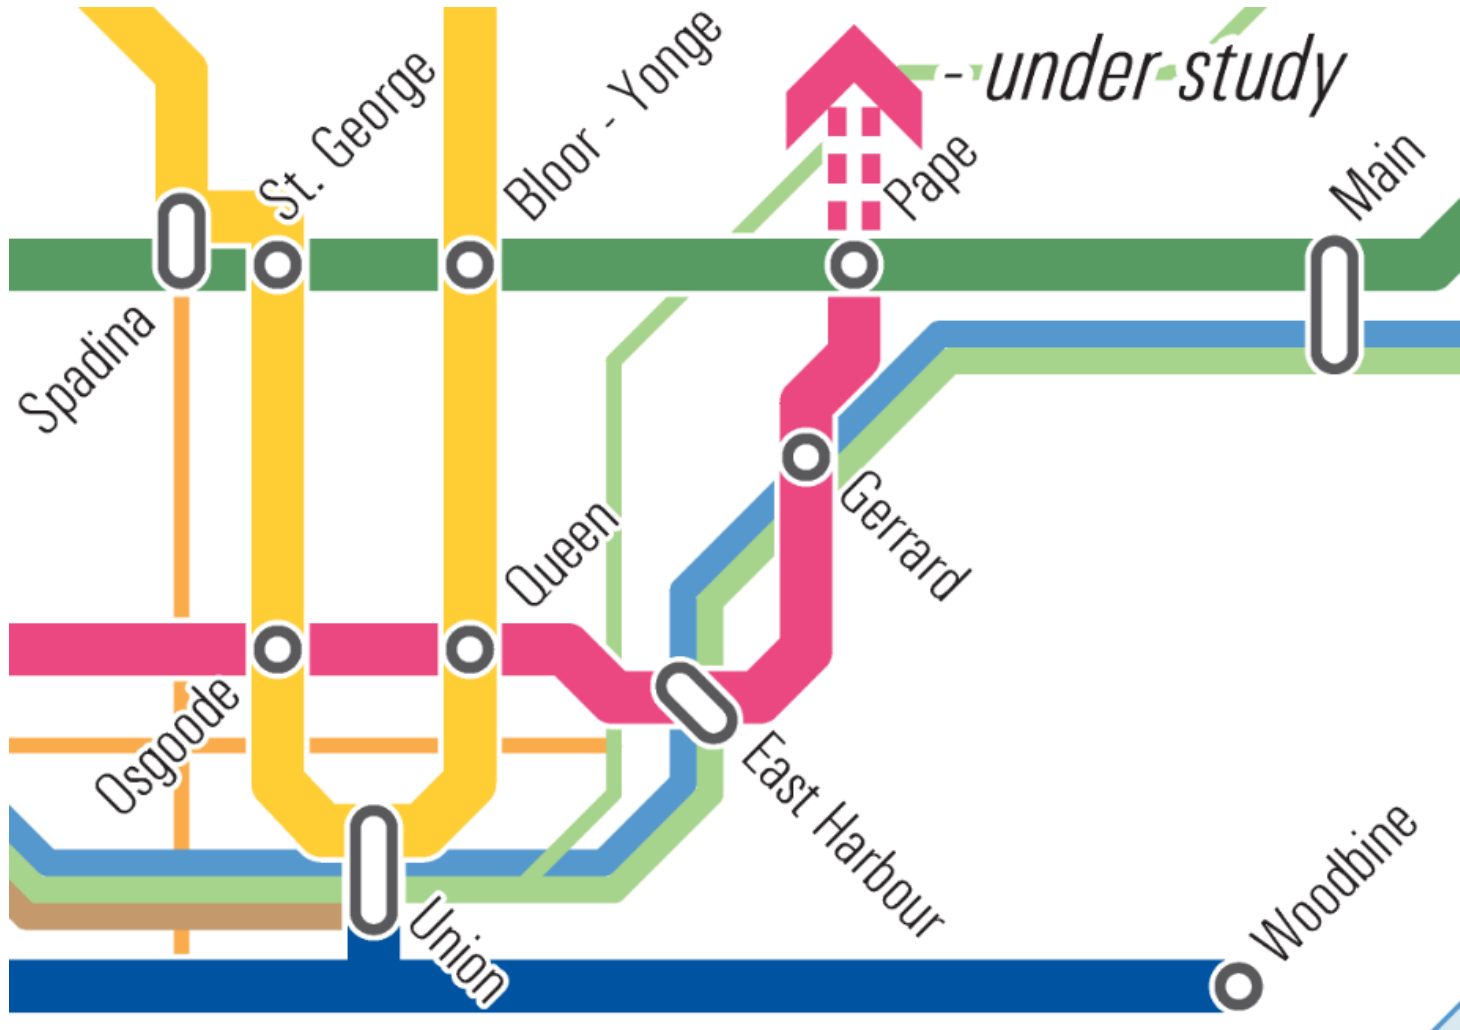 St. George
Bloor - Yonge
- under study
Pape
Main
Spadina
Queen
Gerrard
Osgoode
East Harbour
Union
Woodbine